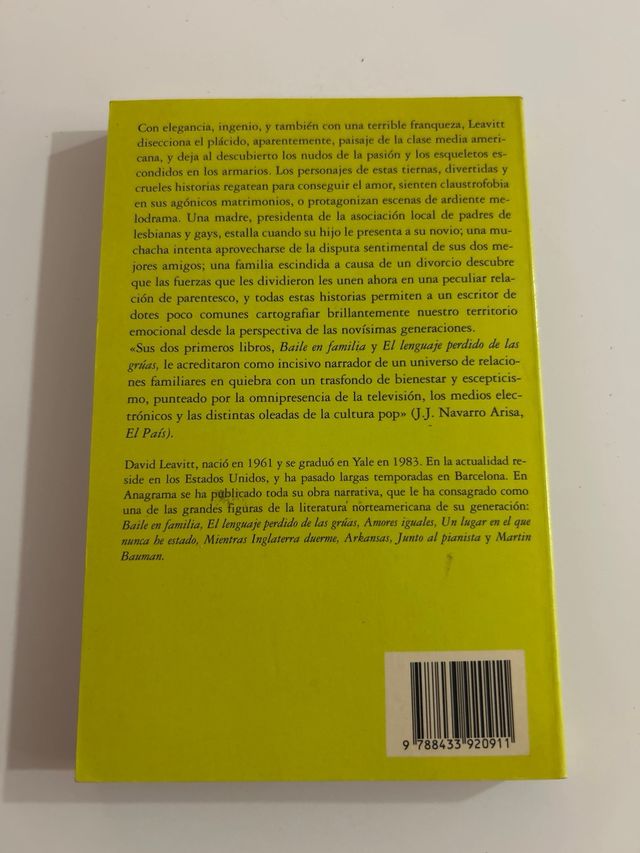 Con elegancia, ingenio, y también con una terrible franqueza, Leavitt
disecciona el plácido, aparentemente, paisaje de la clase media ameri-
cana, y deja al descubierto los nudos de la pasión y los esqueletos es-
condidos en los armarios. Los personajes de estas tiernas, divertidas y
crueles historias regatean para conseguir el amor, sienten claustrofobia
en sus agónicos matrimonios, o protagonizan escenas de ardiente me-
lodrama. Una madre, presidenta de la asociación local de padres de
lesbianas y gays, estalla cuando su hijo le presenta a su novio; una mu-
chacha intenta aprovecharse de la disputa sentimental de sus dos me-
jores amigos; una familia escindida a causa de un divorcio descubre
que las fuerzas que les dividieron les unen ahora en una peculiar rela-
ción de parentesco, y todas estas historias permiten a un escritor de
dotes poco comunes cartografiar brillantemente nuestro territorio
emocional desde la perspectiva de las novísimas generaciones.
«Sus dos primeros libros, Baile en familia y El lenguaje perdido de las
grúas, le acreditaron como incisivo narrador de un universo de relacio-
nes familiares en quiebra con un trasfondo de bienestar y escepticis-
mo, punteado por la omnipresencia de la televisión, los medios elec-
trónicos y las distintas oleadas de la cultura pop» (J.J. Navarro Arisa,
El País).
David Leavitt, nació en 1961 y se graduó en Yale en 1983. En la actualidad re-
side en los Estados Unidos, y ha pasado largas temporadas en Barcelona. En
Anagrama se ha publicado toda su obra narrativa, que le ha consagrado como
una de las grandes figuras de la literatura norteamericana de su generación:
Baile en familia, El lenguaje perdido de las grúas, Amores iguales, Un lugar en el que
nunca he estado, Mientras Inglaterra duerme, Arkansas, Junto al pianista y Martin
Bauman.
9 788433 920911